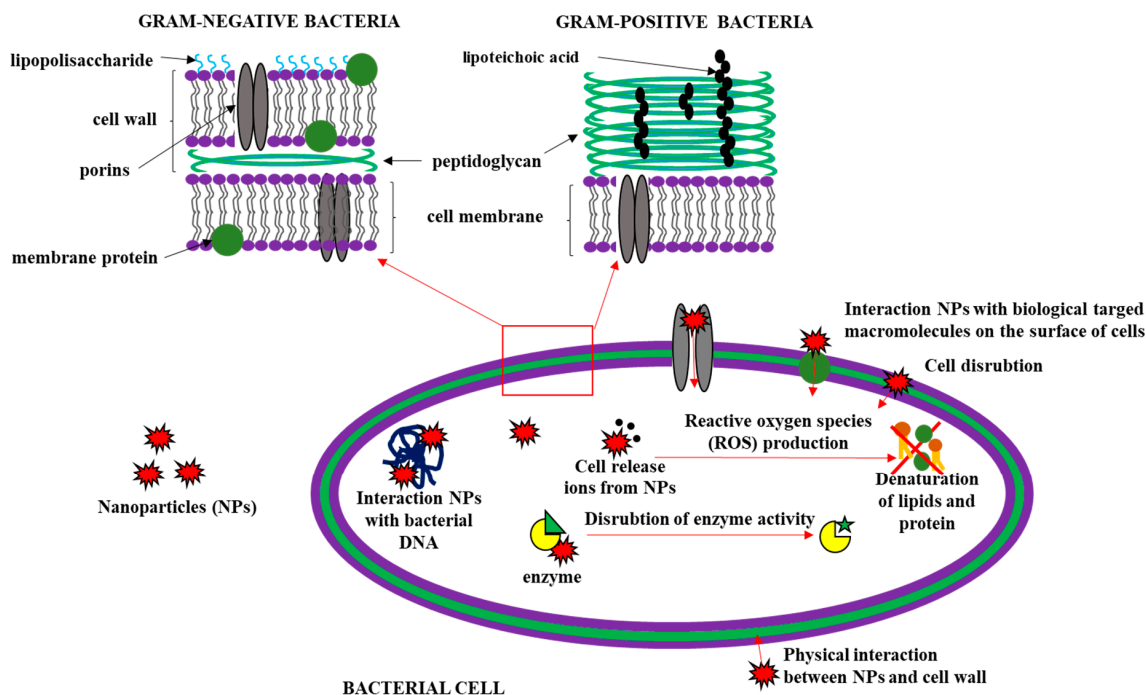 GRAM-NEGATIVE BACTERIA
GRAM-POSITIVE BACTERIA
lipopolisaccharide
cell wall
porins
membrane protein
lipoteichoic acid
peptidoglycan
cell membrane
Interaction NPs with biological targed
macromolecules on the surface of cells
Cell disrubtion
Reactive oxygen species
(ROS) production
Nanoparticles (NPs)
Interaction NPs
with bacterial
DNA
Cell release
ions from NPs
Denaturation
of lipids and
protein
Disrubtion of enzyme activity
enzyme
Physical interaction
between NPs and cell wall
BACTERIAL CELL